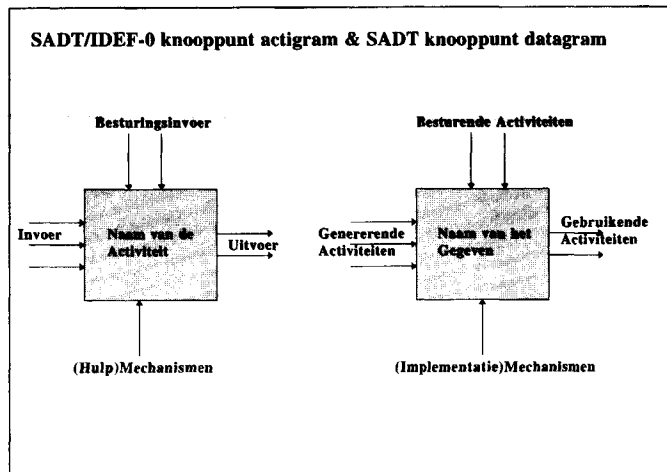 SADT/IDEF-0 knooppunt actigram & SADT knooppunt datagram
Besturingsinvoer
Invoer
Naam van de
Activiteit
Uitvoer
(Hulp)Mechanismen
Besturende Activiteiten
Genererende
Activiteiten
Naam van het
Gegeven
Gebruikende
Activiteiten
(Implementatie)Mechanismen